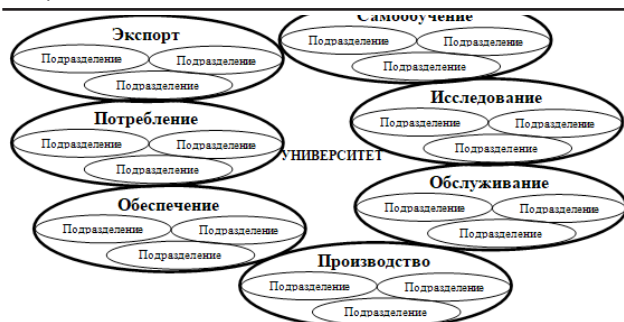 Экспорт
Подразделение
Подразделение
Подразделение
Самообучение
Подразделение
Подразделение
Подразделение
Потребление
Подразделение
Подразделение
Подразделение
Исследование
Подразделение
Подразделение
Подразделение
УНИВЕРСИТЕТ
Обеспечение
Подразделение
Подразделение
Подразделение
Обслуживание
Подразделение
Подразделение
Подразделение
Производство
Подразделение
Подразделение
Подразделение